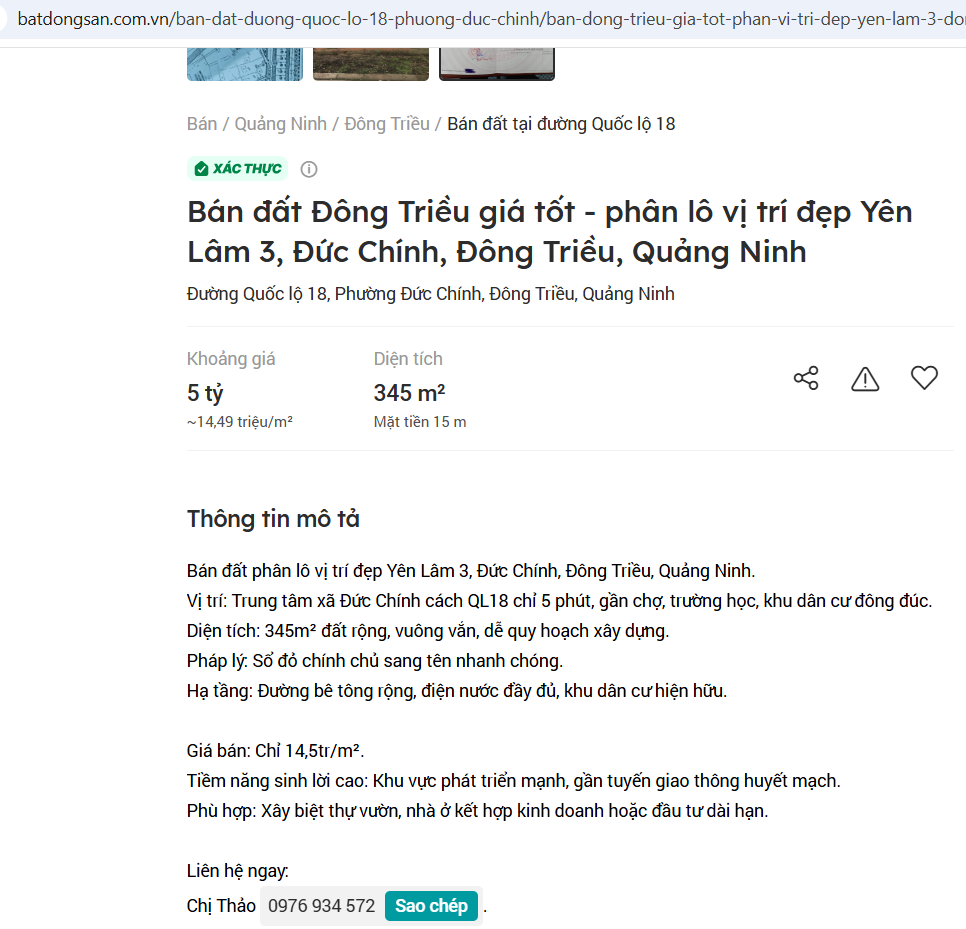 batdongsan.com.vn/ban-dat-duong-quoc-lo-18-phuong-duc-chinh/ban-dong-trieu-gia-tot-phan-vi-tri-dep-yen-lam-3-do
Bán / Quảng Ninh / Đông Triều / Bán đất tại đường Quốc lộ 18
XÁC THỰC
Bán đất Đông Triều giá tốt - phân lô vị trí đẹp Yên
Lâm 3, Đức Chính, Đông Triều, Quảng Ninh
Đường Quốc lộ 18, Phường Đức Chính, Đông Triều, Quảng Ninh
Khoảng giá Diện tích
5 tỷ 345 m²
~14,49 triệu/m² Mặt tiền 15 m
Thông tin mô tả
Bán đất phân lô vị trí đẹp Yên Lâm 3, Đức Chính, Đông Triều, Quảng Ninh.
Vị trí: Trung tâm xã Đức Chính cách QL18 chỉ 5 phút, gần chợ, trường học, khu dân cư đông đúc.
Diện tích: 345m² đất rộng, vuông vắn, dễ quy hoạch xây dựng.
Pháp lý: Sổ đỏ chính chủ sang tên nhanh chóng.
Hạ tầng: Đường bê tông rộng, điện nước đầy đủ, khu dân cư hiện hữu.
Giá bán: Chỉ 14,5tr/m².
Tiềm năng sinh lời cao: Khu vực phát triển mạnh, gần tuyến giao thông huyết mạch.
Phù hợp: Xây biệt thự vườn, nhà ở kết hợp kinh doanh hoặc đầu tư dài hạn.
Liên hệ ngay:
Chị Thảo 0976 934 572 Sao chép .